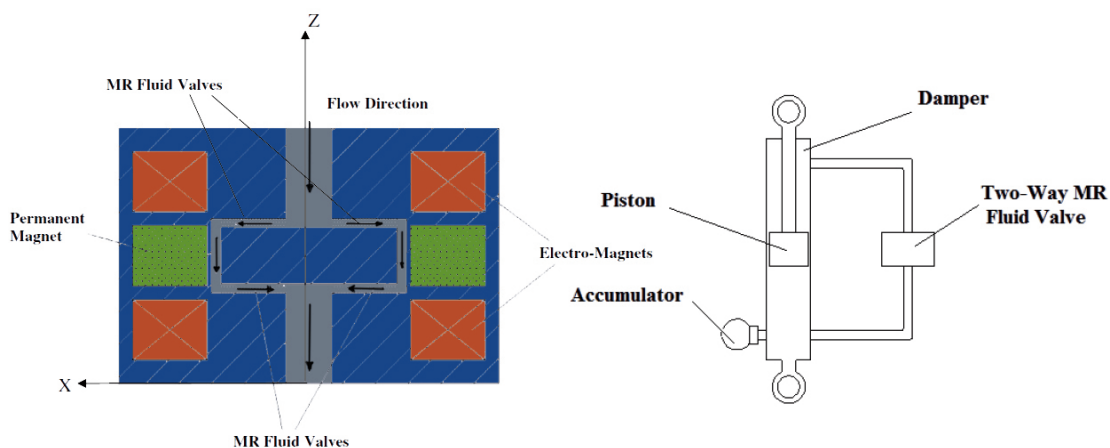 Z
MR Fluid Valves
Flow Direction
Permanent
Magnet
Electro-Magnets
X
MR Fluid Valves
Damper
Piston
Two-Way MR
Fluid Valve
Accumulator